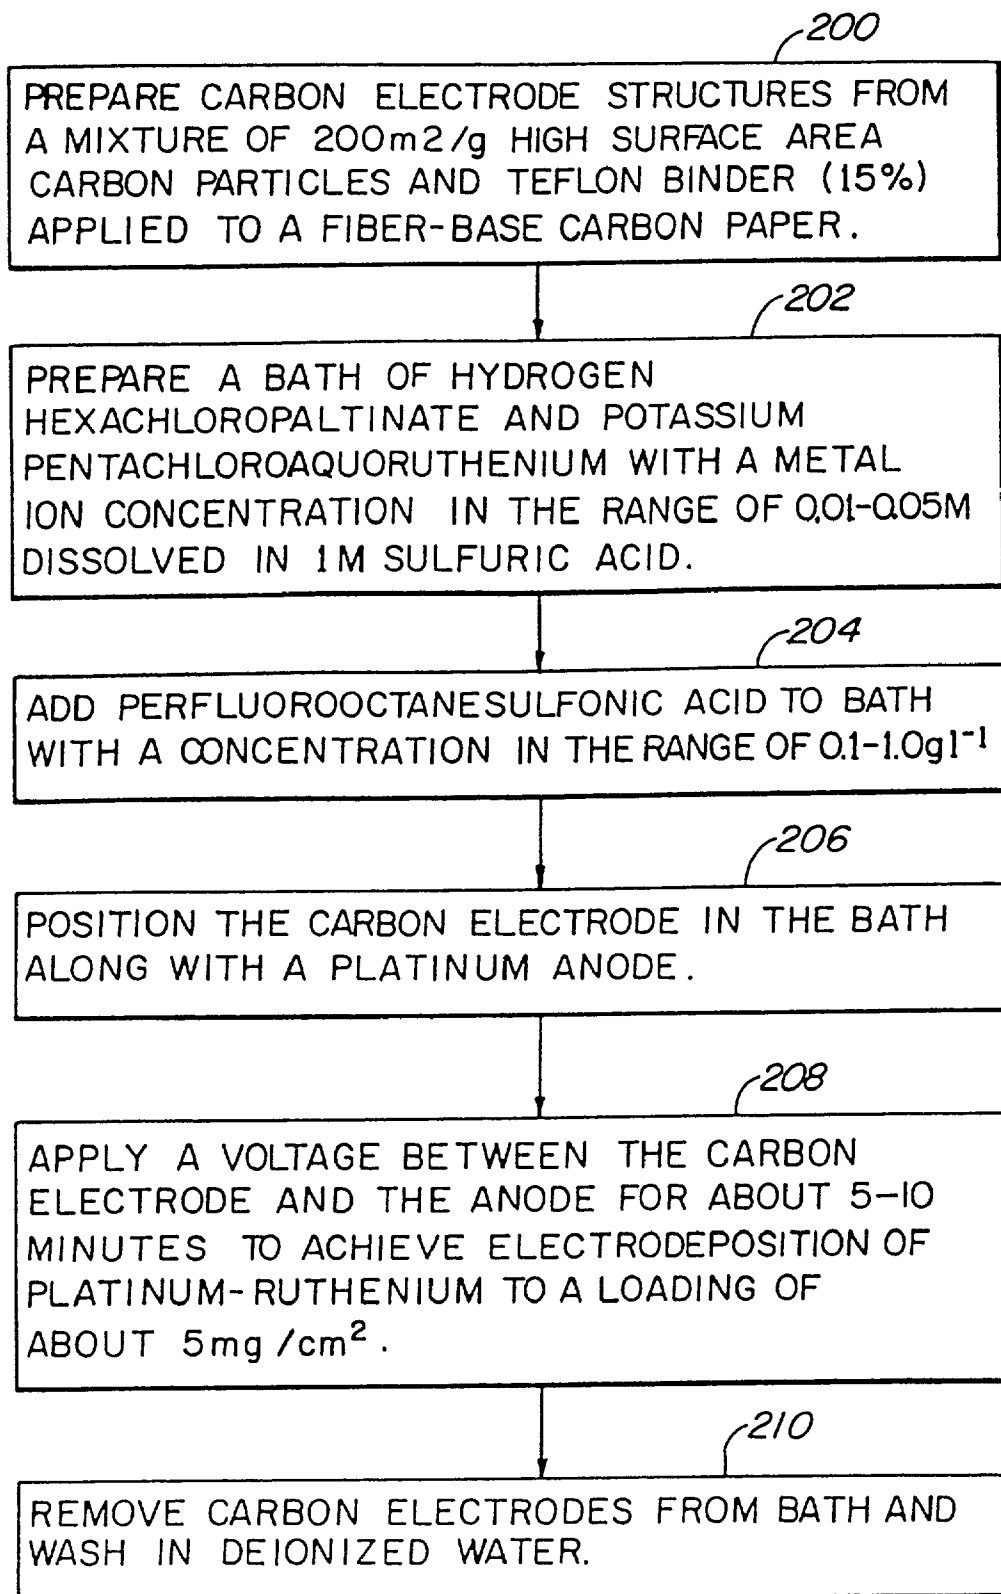 200
PREPARE CARBON ELECTRODE STRUCTURES FROM
A MIXTURE OF 200m2/g HIGH SURFACE AREA
CARBON PARTICLES AND TEFLON BINDER (15%)
APPLIED TO A FIBER-BASE CARBON PAPER.
202
PREPARE A BATH OF HYDROGEN
HEXACHLOROPALTINATE AND POTASSIUM
PENTACHLOROAQUORUTHENIUM WITH A METAL
ION CONCENTRATION IN THE RANGE OF 0.01-0.05M
DISSOLVED IN 1M SULFURIC ACID.
204
ADD PERFLUOROOCTANESULFONIC ACID TO BATH
WITH A CONCENTRATION IN THE RANGE OF 0.1-1.0gl⁻¹
206
POSITION THE CARBON ELECTRODE IN THE BATH
ALONG WITH A PLATINUM ANODE.
208
APPLY A VOLTAGE BETWEEN THE CARBON
ELECTRODE AND THE ANODE FOR ABOUT 5-10
MINUTES TO ACHIEVE ELECTRODEPOSITION OF
PLATINUM-RUTHENIUM TO A LOADING OF
ABOUT 5mg/cm².
210
REMOVE CARBON ELECTRODES FROM BATH AND
WASH IN DEIONIZED WATER.